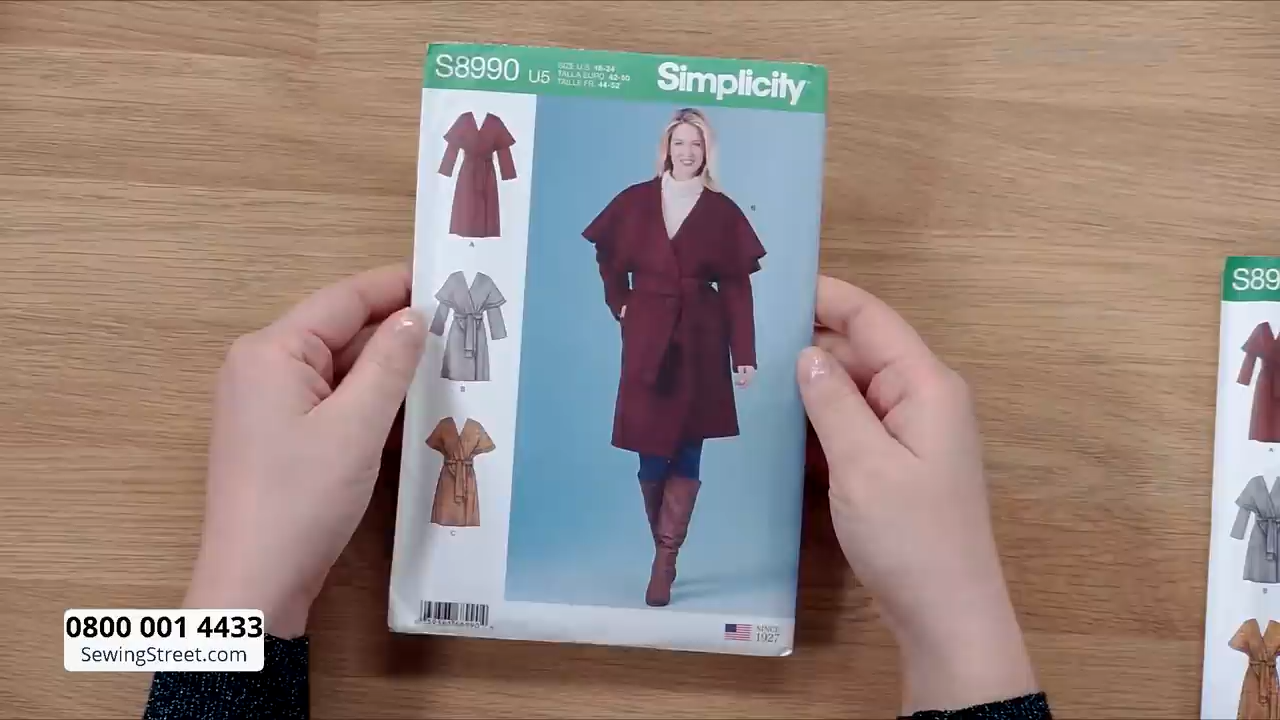 S8990 U5
SIZE U.S. 16-24
TALLA EURO. 42-50
TAILLE FR. 44-52
Simplicity
A
B
C
SINCE
1927
0800 001 4433
SewingStreet.com
S89
A
B